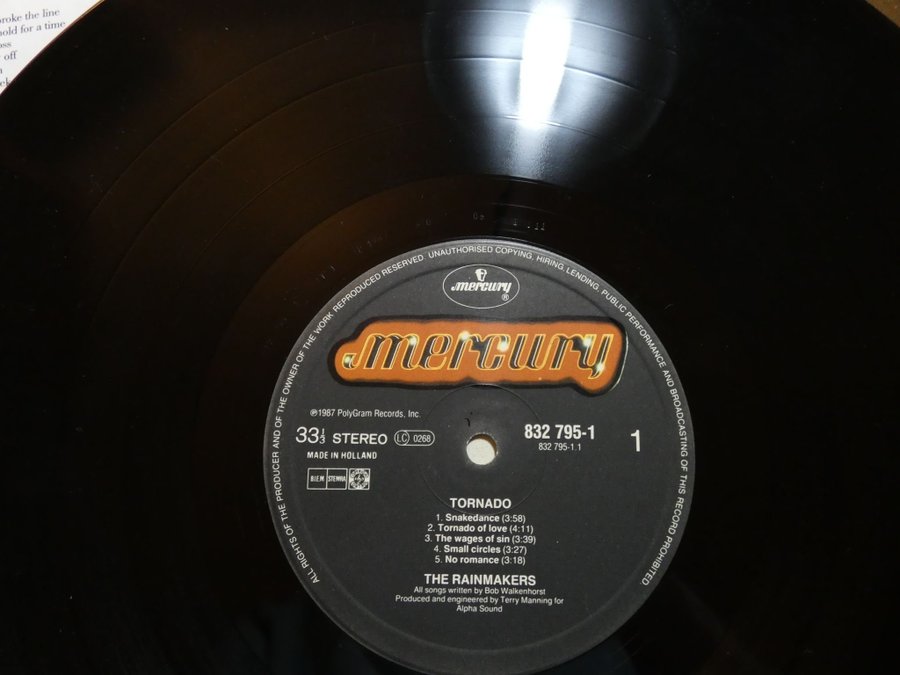 broke the line
hold for a time
oss
off
ALL RIGHTS OF THE PRODUCER AND OF THE OWNER OF THE WORK REPRODUCED RESERVED. UNAUTHORISED COPYING, HIRING, LENDING, PUBLIC PERFORMANCE AND BROADCASTING OF THIS RECORD PROHIBITED
mercury ®
mercury
℗1987 PolyGram Records, Inc.
33⅓ STEREO LC 0268
MADE IN HOLLAND
B.I.E.M. STEMRA
832 795-1
832 795-1.1
1
TORNADO
1. Snakedance (3:58)
2. Tornado of love (4:11)
3. The wages of sin (3:39)
4. Small circles (3:27)
5. No romance (3:18)
THE RAINMAKERS
All songs written by Bob Walkenhorst
Produced and engineered by Terry Manning for
Alpha Sound